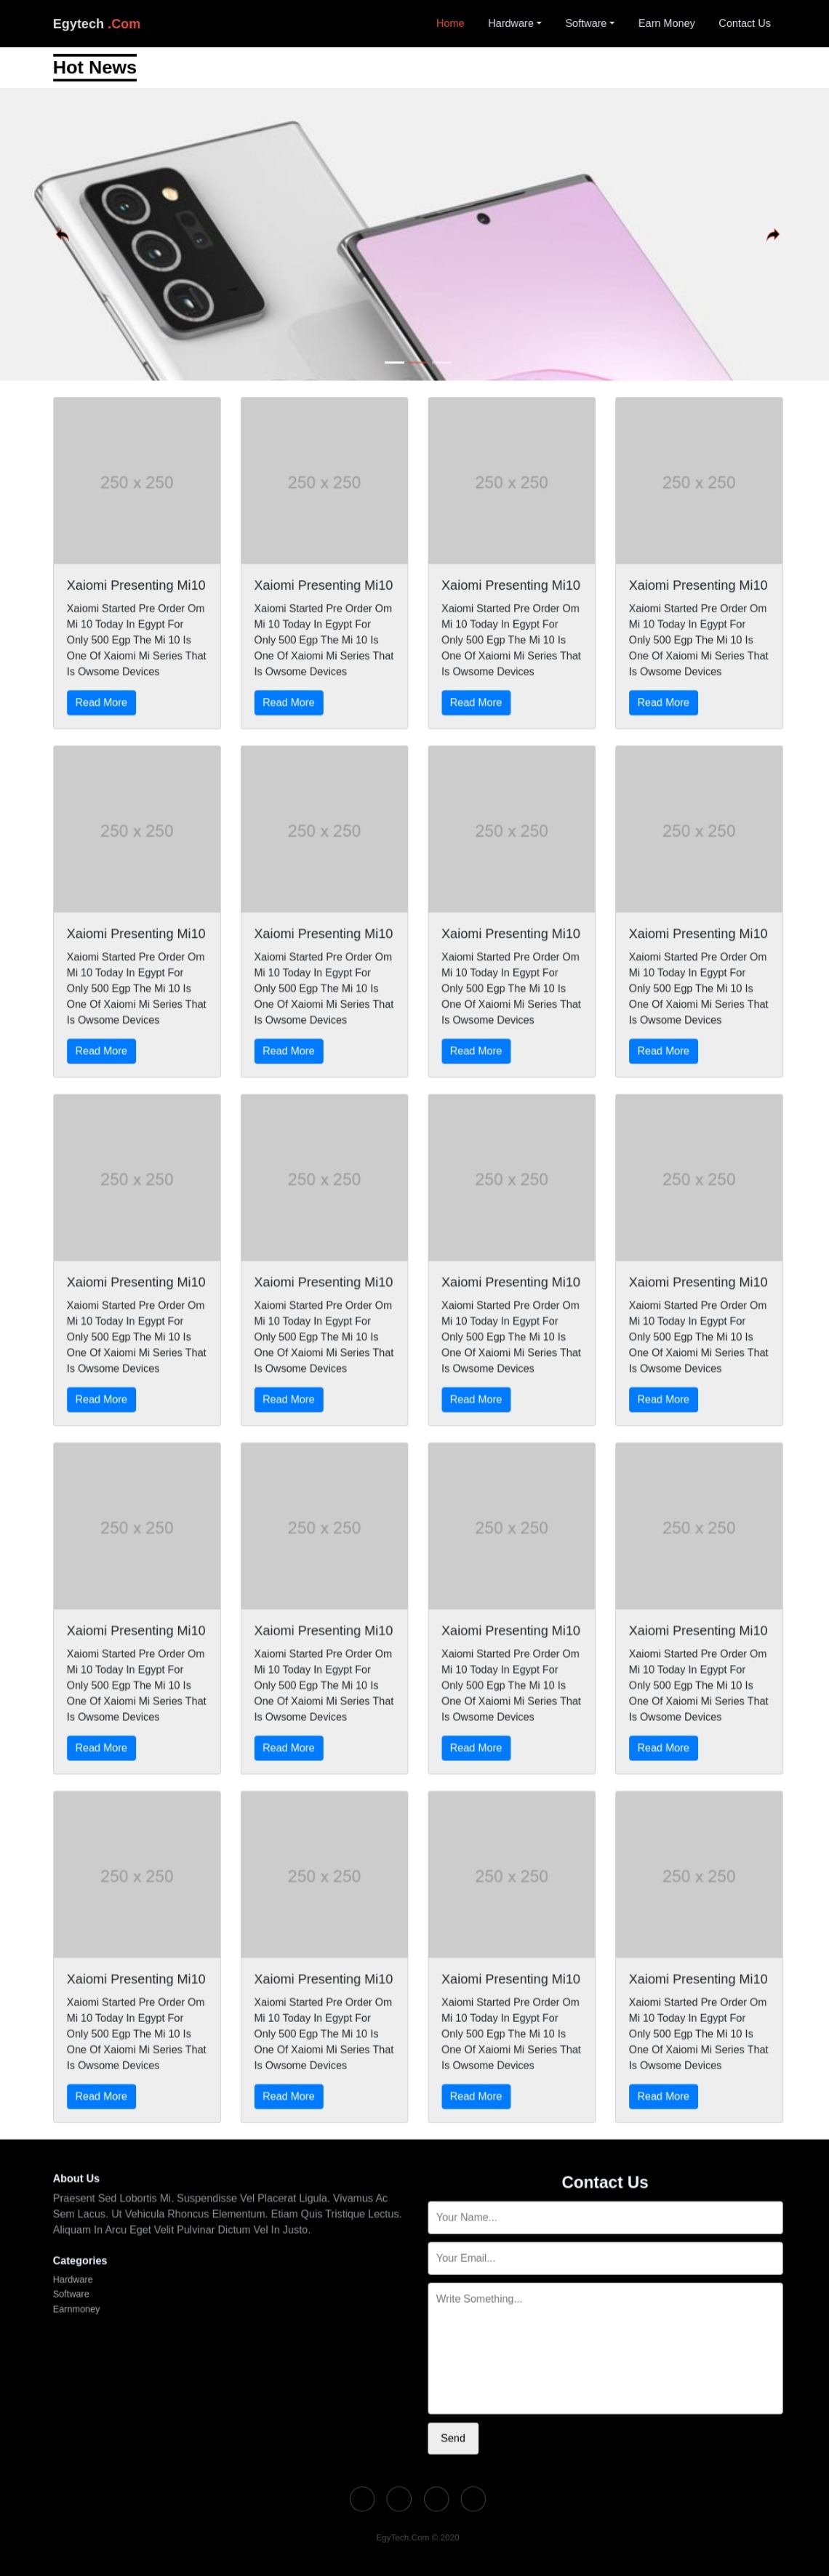 Egytech .Com
Home Hardware Software Earn Money Contact Us
Hot News
250 x 250 250 x 250 250 x 250 250 x 250
Xaiomi Presenting Mi10 Xaiomi Presenting Mi10 Xaiomi Presenting Mi10 Xaiomi Presenting Mi10
Xaiomi Started Pre Order Om Xaiomi Started Pre Order Om Xaiomi Started Pre Order Om Xaiomi Started Pre Order Om
Mi 10 Today In Egypt For Mi 10 Today In Egypt For Mi 10 Today In Egypt For Mi 10 Today In Egypt For
Only 500 Egp The Mi 10 Is Only 500 Egp The Mi 10 Is Only 500 Egp The Mi 10 Is Only 500 Egp The Mi 10 Is
One Of Xaiomi Mi Series That One Of Xaiomi Mi Series That One Of Xaiomi Mi Series That One Of Xaiomi Mi Series That
Is Owsome Devices Is Owsome Devices Is Owsome Devices Is Owsome Devices
Read More Read More Read More Read More
250 x 250 250 x 250 250 x 250 250 x 250
Xaiomi Presenting Mi10 Xaiomi Presenting Mi10 Xaiomi Presenting Mi10 Xaiomi Presenting Mi10
Xaiomi Started Pre Order Om Xaiomi Started Pre Order Om Xaiomi Started Pre Order Om Xaiomi Started Pre Order Om
Mi 10 Today In Egypt For Mi 10 Today In Egypt For Mi 10 Today In Egypt For Mi 10 Today In Egypt For
Only 500 Egp The Mi 10 Is Only 500 Egp The Mi 10 Is Only 500 Egp The Mi 10 Is Only 500 Egp The Mi 10 Is
One Of Xaiomi Mi Series That One Of Xaiomi Mi Series That One Of Xaiomi Mi Series That One Of Xaiomi Mi Series That
Is Owsome Devices Is Owsome Devices Is Owsome Devices Is Owsome Devices
Read More Read More Read More Read More
250 x 250 250 x 250 250 x 250 250 x 250
Xaiomi Presenting Mi10 Xaiomi Presenting Mi10 Xaiomi Presenting Mi10 Xaiomi Presenting Mi10
Xaiomi Started Pre Order Om Xaiomi Started Pre Order Om Xaiomi Started Pre Order Om Xaiomi Started Pre Order Om
Mi 10 Today In Egypt For Mi 10 Today In Egypt For Mi 10 Today In Egypt For Mi 10 Today In Egypt For
Only 500 Egp The Mi 10 Is Only 500 Egp The Mi 10 Is Only 500 Egp The Mi 10 Is Only 500 Egp The Mi 10 Is
One Of Xaiomi Mi Series That One Of Xaiomi Mi Series That One Of Xaiomi Mi Series That One Of Xaiomi Mi Series That
Is Owsome Devices Is Owsome Devices Is Owsome Devices Is Owsome Devices
Read More Read More Read More Read More
250 x 250 250 x 250 250 x 250 250 x 250
Xaiomi Presenting Mi10 Xaiomi Presenting Mi10 Xaiomi Presenting Mi10 Xaiomi Presenting Mi10
Xaiomi Started Pre Order Om Xaiomi Started Pre Order Om Xaiomi Started Pre Order Om Xaiomi Started Pre Order Om
Mi 10 Today In Egypt For Mi 10 Today In Egypt For Mi 10 Today In Egypt For Mi 10 Today In Egypt For
Only 500 Egp The Mi 10 Is Only 500 Egp The Mi 10 Is Only 500 Egp The Mi 10 Is Only 500 Egp The Mi 10 Is
One Of Xaiomi Mi Series That One Of Xaiomi Mi Series That One Of Xaiomi Mi Series That One Of Xaiomi Mi Series That
Is Owsome Devices Is Owsome Devices Is Owsome Devices Is Owsome Devices
Read More Read More Read More Read More
250 x 250 250 x 250 250 x 250 250 x 250
Xaiomi Presenting Mi10 Xaiomi Presenting Mi10 Xaiomi Presenting Mi10 Xaiomi Presenting Mi10
Xaiomi Started Pre Order Om Xaiomi Started Pre Order Om Xaiomi Started Pre Order Om Xaiomi Started Pre Order Om
Mi 10 Today In Egypt For Mi 10 Today In Egypt For Mi 10 Today In Egypt For Mi 10 Today In Egypt For
Only 500 Egp The Mi 10 Is Only 500 Egp The Mi 10 Is Only 500 Egp The Mi 10 Is Only 500 Egp The Mi 10 Is
One Of Xaiomi Mi Series That One Of Xaiomi Mi Series That One Of Xaiomi Mi Series That One Of Xaiomi Mi Series That
Is Owsome Devices Is Owsome Devices Is Owsome Devices Is Owsome Devices
Read More Read More Read More Read More
About Us
Praesent Sed Lobortis Mi. Suspendisse Vel Placerat Ligula. Vivamus Ac
Sem Lacus. Ut Vehicula Rhoncus Elementum. Etiam Quis Tristique Lectus.
Aliquam In Arcu Eget Velit Pulvinar Dictum Vel In Justo.
Categories
Hardware
Software
Earnmoney
Contact Us
Your Name...
Your Email...
Write Something...
Send
EgyTech.Com © 2020